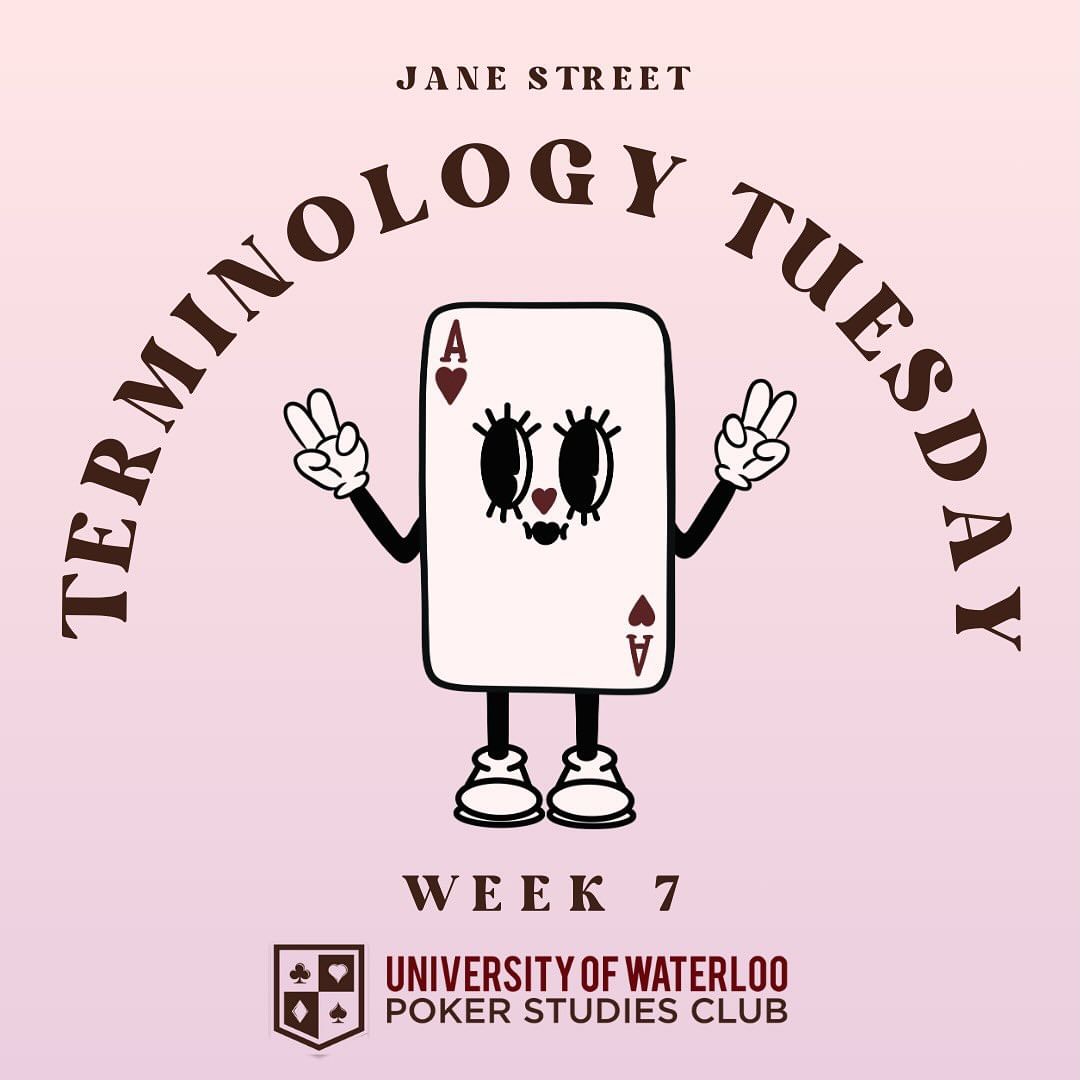 JANE STREET
TERMINOLOGY TUESDAY
A
A
WEEK 7
UNIVERSITY OF WATERLOO
POKER STUDIES CLUB